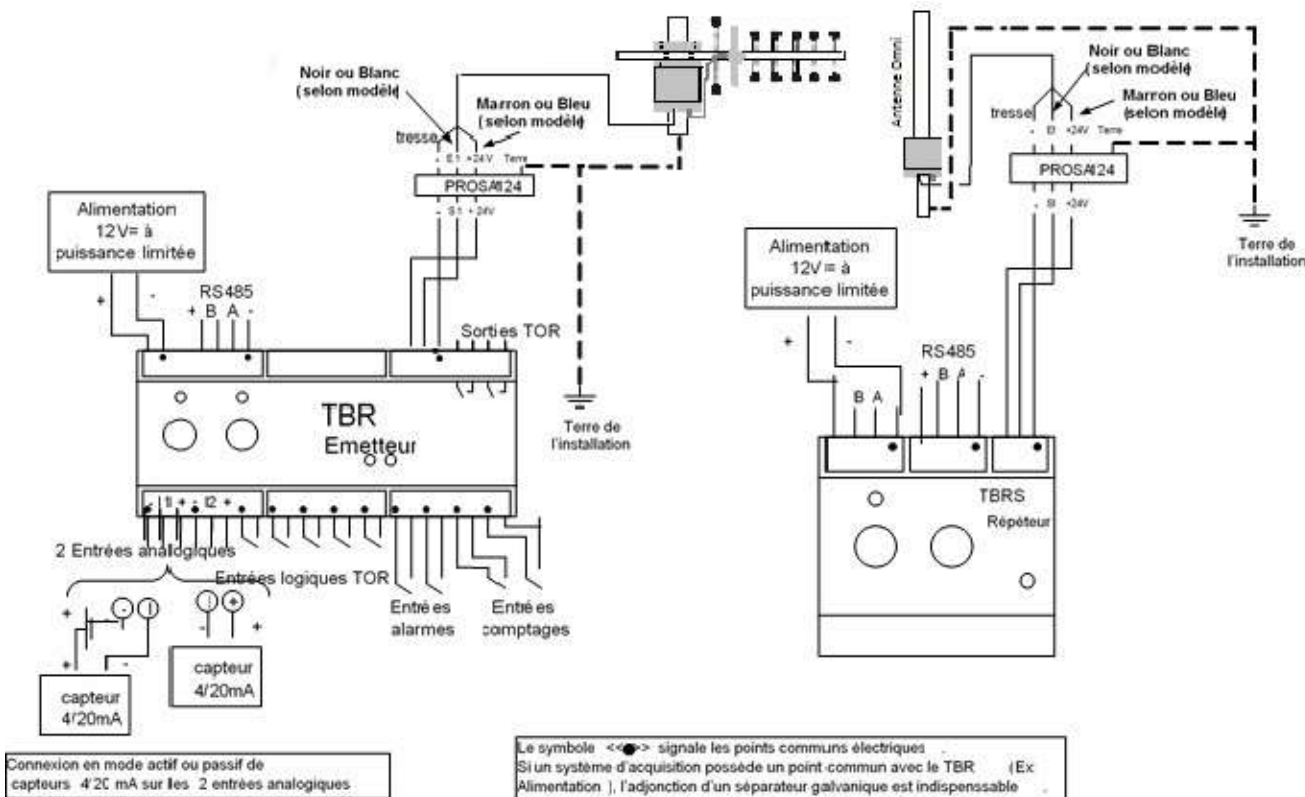 Noir ou Blanc
(selon modèle)
Marron ou Bleu
(selon modèle)
tresse
- E1 +24V Terre
PROSA124
- S1 +24V
Alimentation
12V= à
puissance limitée
+ -
RS485
+ B A -
Sorties TOR
TBR
Emetteur
Terre de
l'installation
- I1 + - I2 +
2 Entrées analogiques
Entrées logiques TOR
Entrées
alarmes
Entrées
comptages
+ - I
- +
- +
+ -
capteur
4/20mA
capteur
4/20mA
Connexion en mode actif ou passif de
capteurs 4'20 mA sur les 2 entrées analogiques
Antenne Omni
Noir ou Blanc
(selon modèle)
Marron ou Bleu
(selon modèle)
tresse
- EI +24V Terre
PROSA124
- SI +24V
Terre de
l'installation
Alimentation
12V= à
puissance limitée
+ -
B A
RS485
+ B A -
TBRS
Répéteur
Le symbole <<●>> signale les points communs électriques .
Si un système d'acquisition possède un point commun avec le TBR (Ex
Alimentation ), l'adjonction d'un séparateur galvanique est indispenssable .